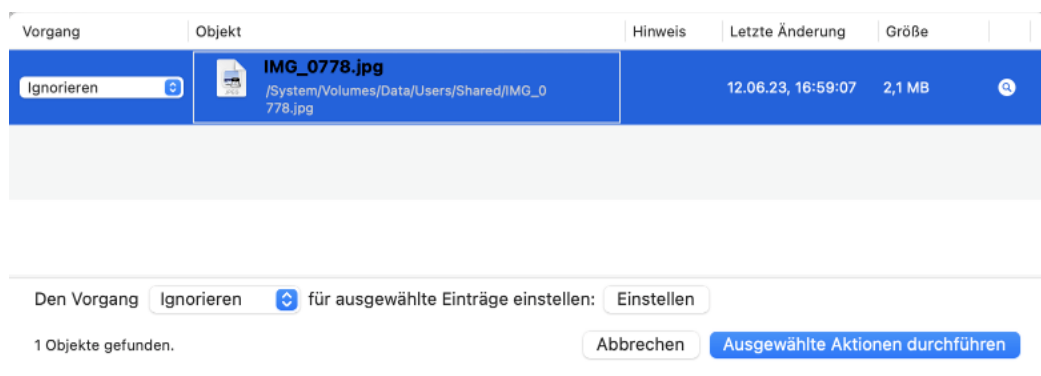 Vorgang Objekt Hinweis Letzte Änderung Größe
Ignorieren IMG_0778.jpg 12.06.23, 16:59:07 2,1 MB
/System/Volumes/Data/Users/Shared/IMG_0
778.jpg
JPEG
Den Vorgang Ignorieren für ausgewählte Einträge einstellen: Einstellen
1 Objekte gefunden. Abbrechen Ausgewählte Aktionen durchführen